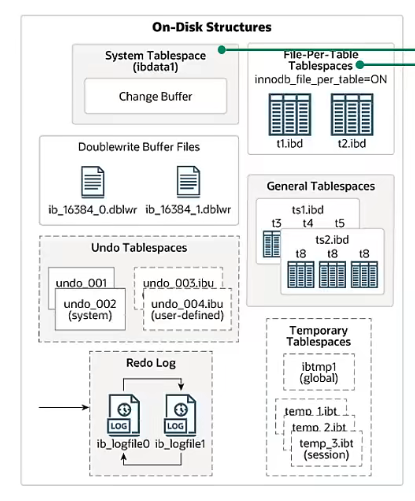 On-Disk Structures
System Tablespace
(ibdata1)
Change Buffer
File-Per-Table
Tablespaces
innodb_file_per_table=ON
t1.ibd
t2.ibd
Doublewrite Buffer Files
ib_16384_0.dblwr
ib_16384_1.dblwr
General Tablespaces
ts1.ibd
t3 t4 t5
ts2.ibd
t8 t8 t8
Undo Tablespaces
undo_001
undo_002
(system)
undo_003.ibu
undo_004.ibu
(user-defined)
Temporary
Tablespaces
ibtmp1
(global)
temp_1.ibt
temp_2.ibt
temp_3.ibt
(session)
Redo Log
LOG
LOG
ib_logfile0
ib_logfile1